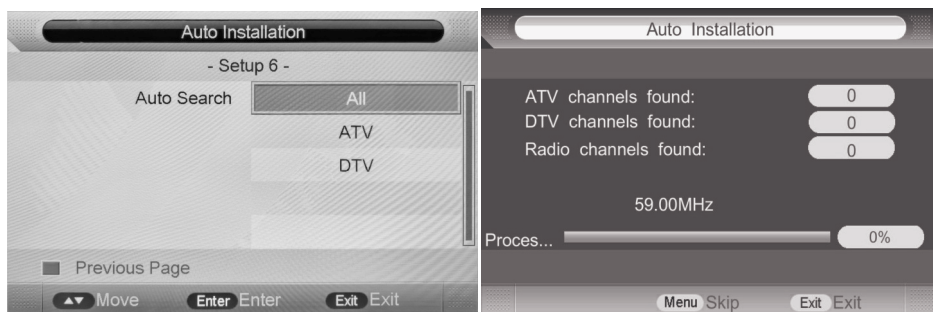 Auto Installation
- Setup 6 -
Auto Search All
ATV
DTV
Previous Page
Move Enter Enter Exit Exit
Auto Installation
ATV channels found: 0
DTV channels found: 0
Radio channels found: 0
59.00MHz
Proces... 0%
Menu Skip Exit Exit